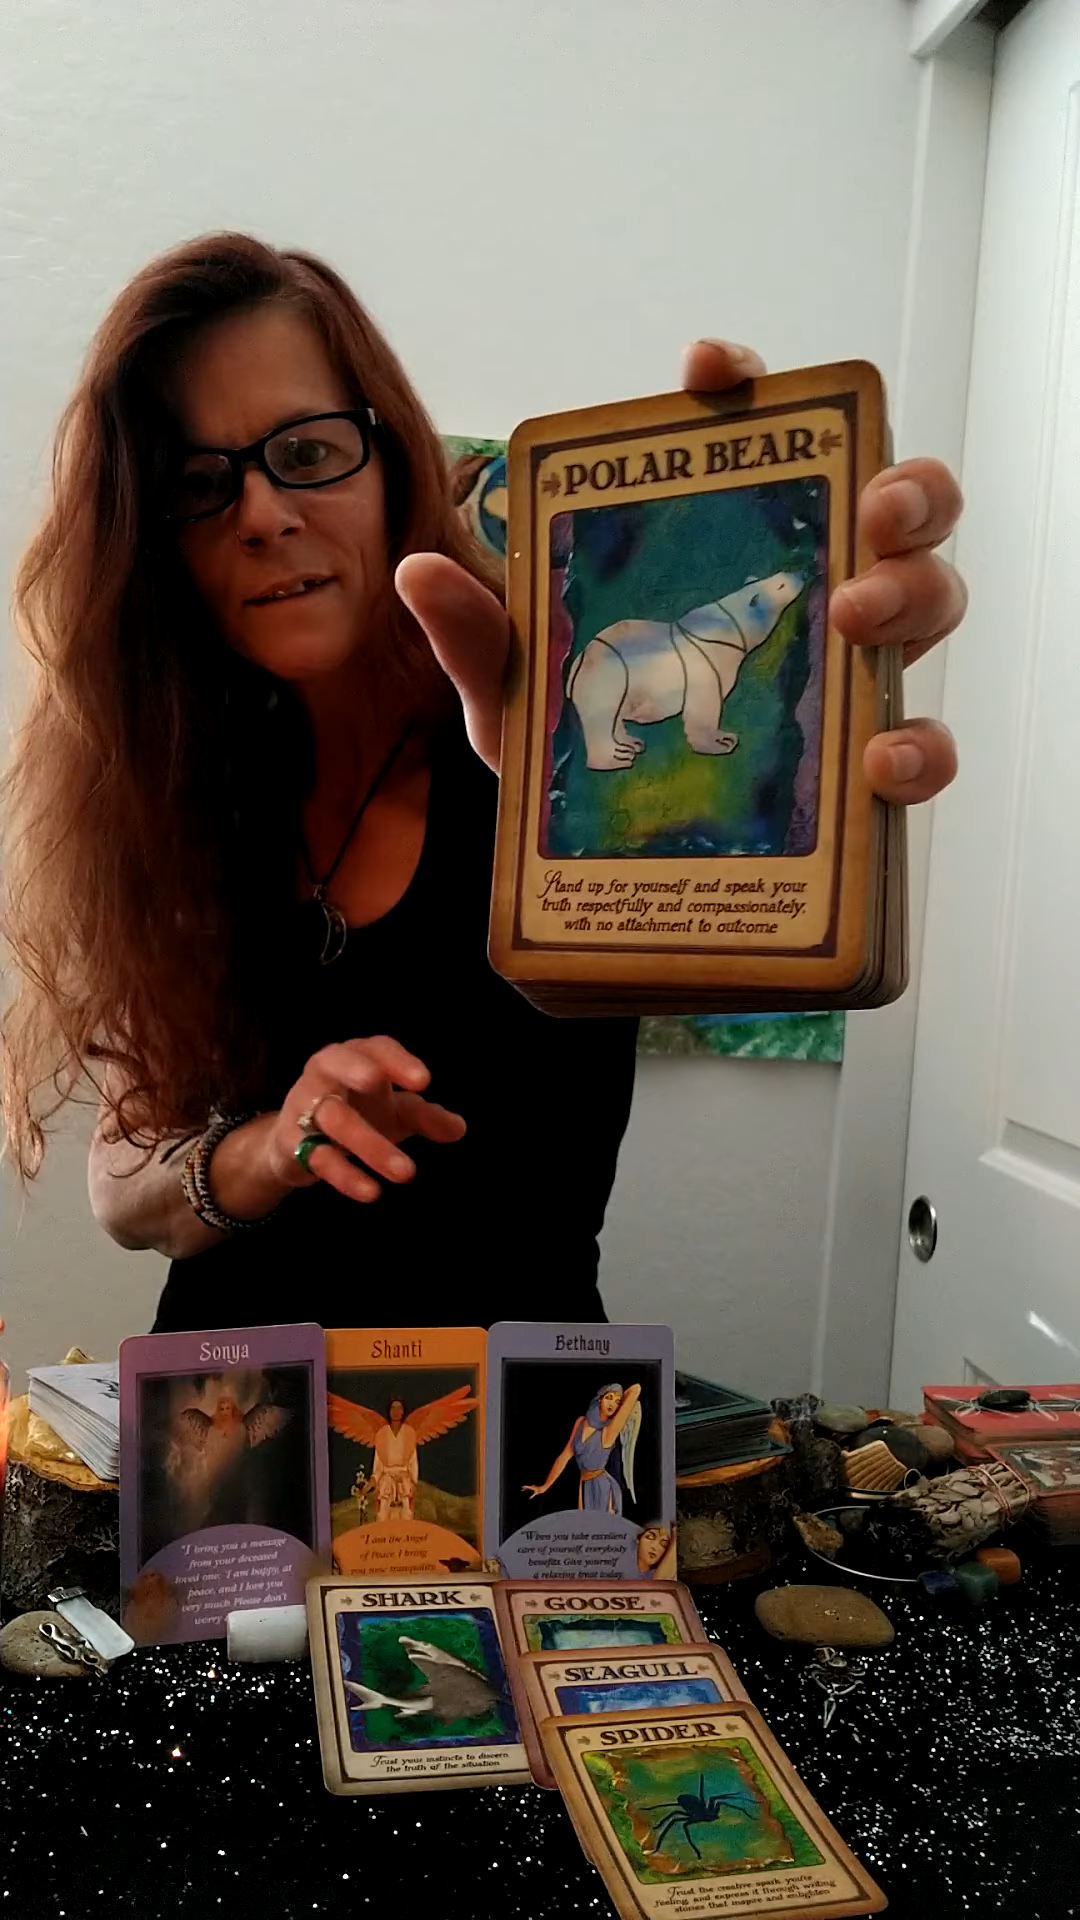 POLAR BEAR
Stand up for yourself and speak your
truth respectfully and compassionately,
with no attachment to outcome
Sonya
"I bring you a message
from your deceased
loved one: 'I am happy, at
peace, and I love you
very much. Please don't
worry
Shanti
"I am the Angel
of Peace. I bring
you new tranquility,
Bethany
"When you take excellent
care of yourself, everybody
benefits. Give yourself
a relaxing treat today.
SHARK
Trust your instincts to discern
the truth of the situation
GOOSE
SEAGULL
SPIDER
Trust the creative spark you're
feeling and express it through writing
stories that inspire and enlighten